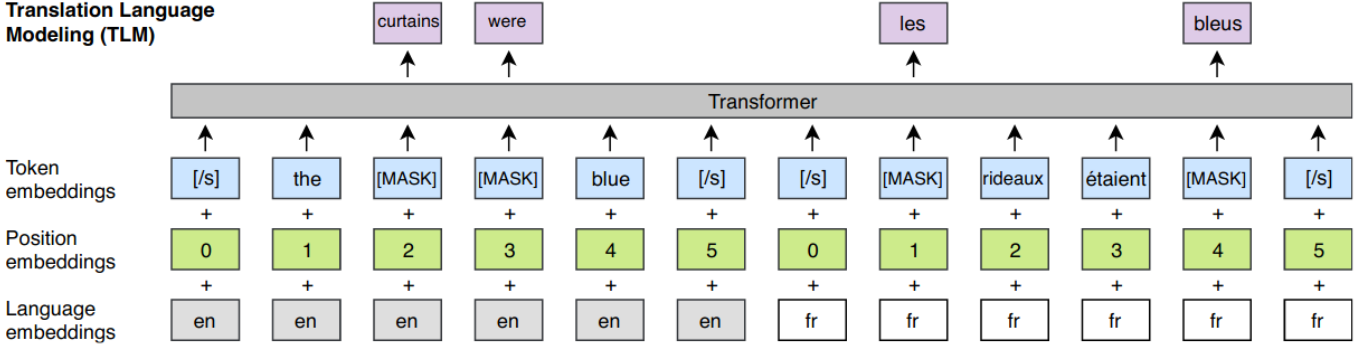 Translation Language
Modeling (TLM)
curtains were les bleus
Transformer
Token
embeddings
[/s] the [MASK] [MASK] blue [/s] [/s] [MASK] rideaux étaient [MASK] [/s]
+ + + + + + + + + + + +
Position
embeddings
0 1 2 3 4 5 0 1 2 3 4 5
+ + + + + + + + + + + +
Language
embeddings
en en en en en en fr fr fr fr fr fr